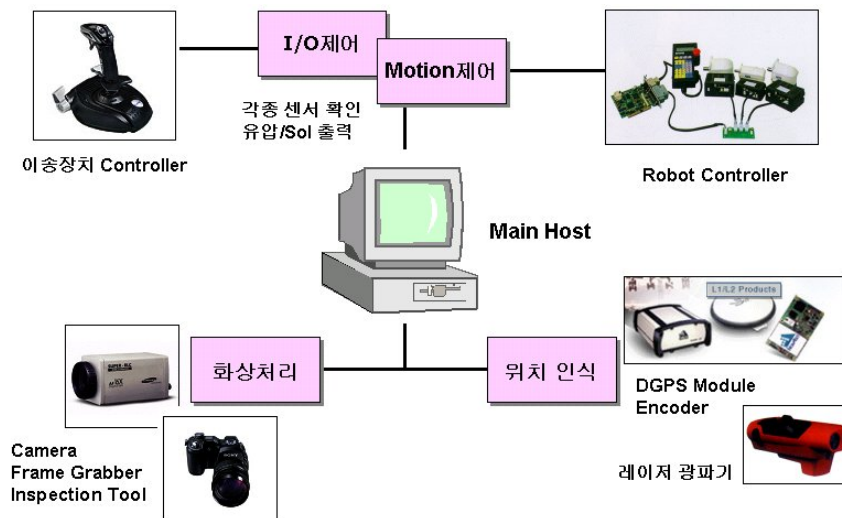 I/O제어
Motion제어
각종 센서 확인
유압/Sol 출력
이송장치 Controller
Robot Controller
Main Host
L1/L2 Products
화상처리
위치 인식
DGPS Module
Encoder
Camera
Frame Grabber
Inspection Tool
레이저 광파기